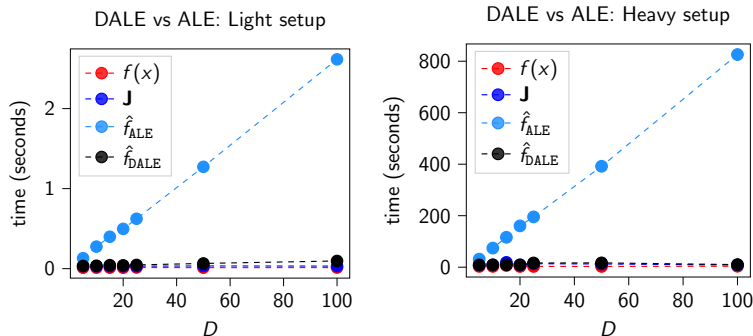 DALE vs ALE: Light setup
time (seconds)
2
1
0
f(x)
J
f̂ALE
f̂DALE
20 40 60 80 100
D
DALE vs ALE: Heavy setup
time (seconds)
800
600
400
200
0
f(x)
J
f̂ALE
f̂DALE
20 40 60 80 100
D